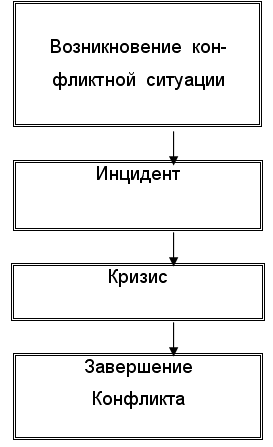 Возникновение кон-
фликтной ситуации
Инцидент
Кризис
Завершение
Конфликта